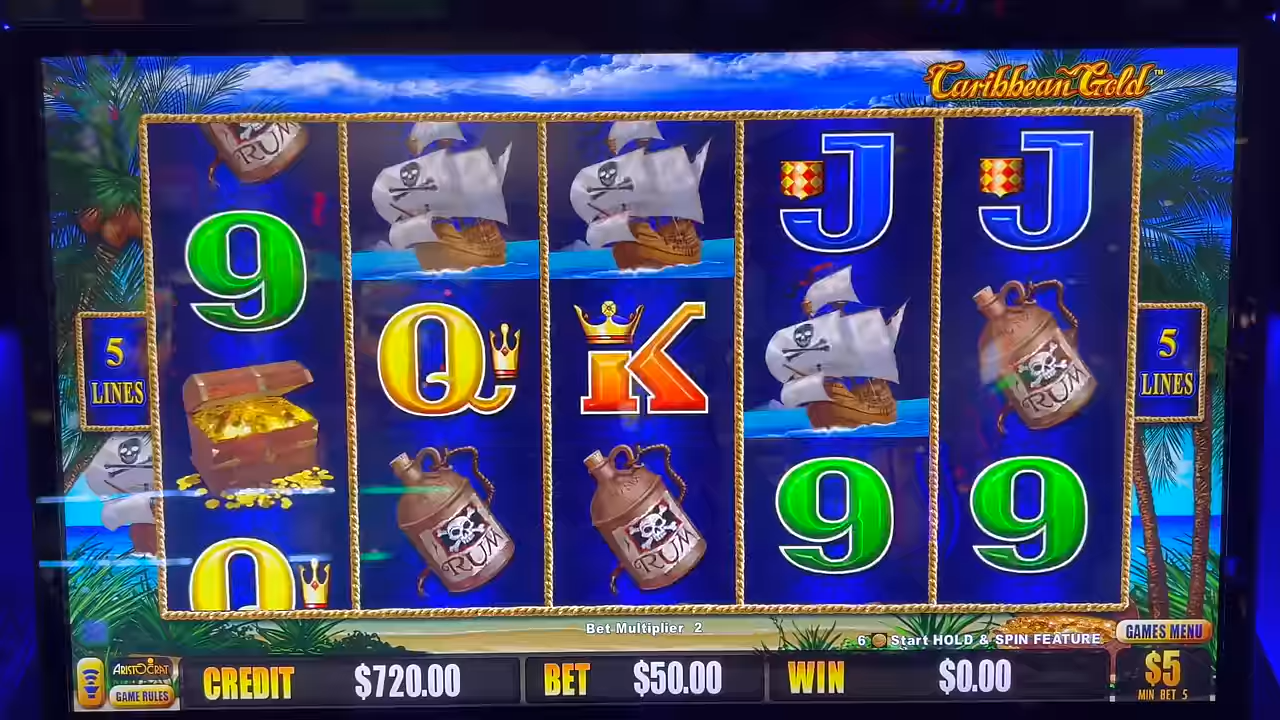 Caribbean Gold™
RUM
J
J
9
5
LINES
Q
K
RUM
5
LINES
RUM
RUM
9
9
Q
Bet Multiplier 2
6 Start HOLD & SPIN FEATURE
GAMES MENU
ARISTOCRAT
GAME RULES
CREDIT $720.00
BET $50.00
WIN $0.00
$5
MIN BET 5